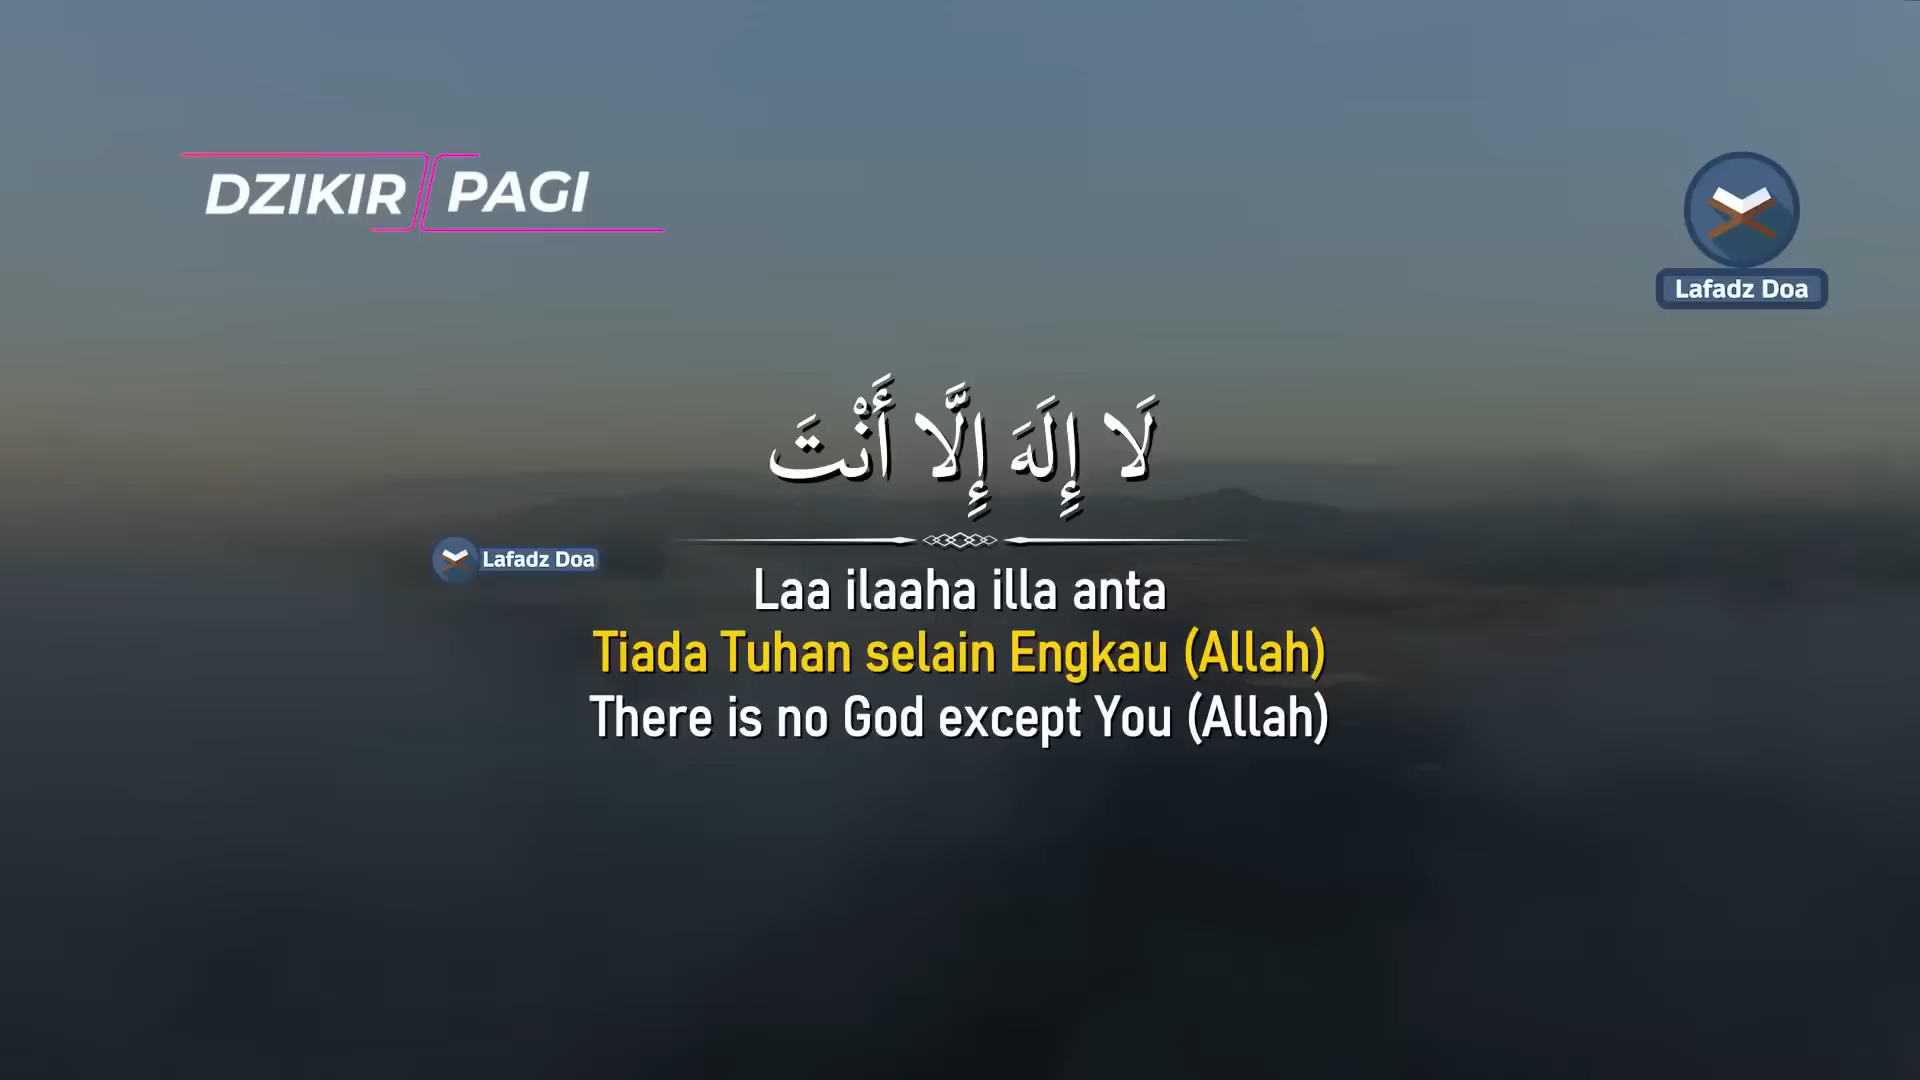 DZIKIR PAGI
Lafadz Doa
لَا إِلَهَ إِلَّا أَنْتَ
Lafadz Doa
Laa ilaaha illa anta
Tiada Tuhan selain Engkau (Allah)
There is no God except You (Allah)